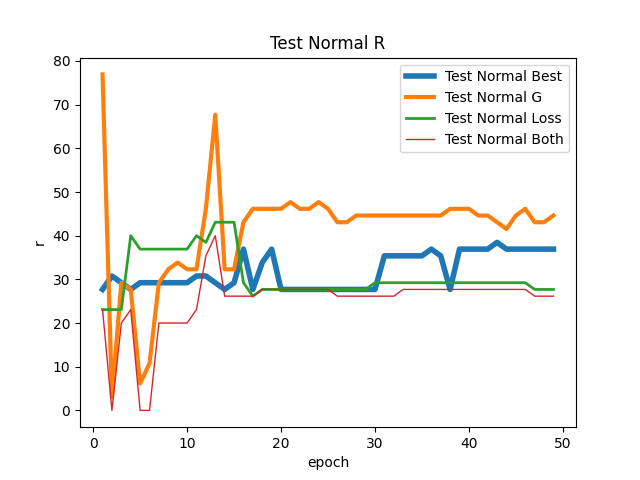 Test Normal R
Test Normal Best
Test Normal G
Test Normal Loss
Test Normal Both
80
70
60
50
40
30
20
10
0
r
0 10 20 30 40 50
epoch